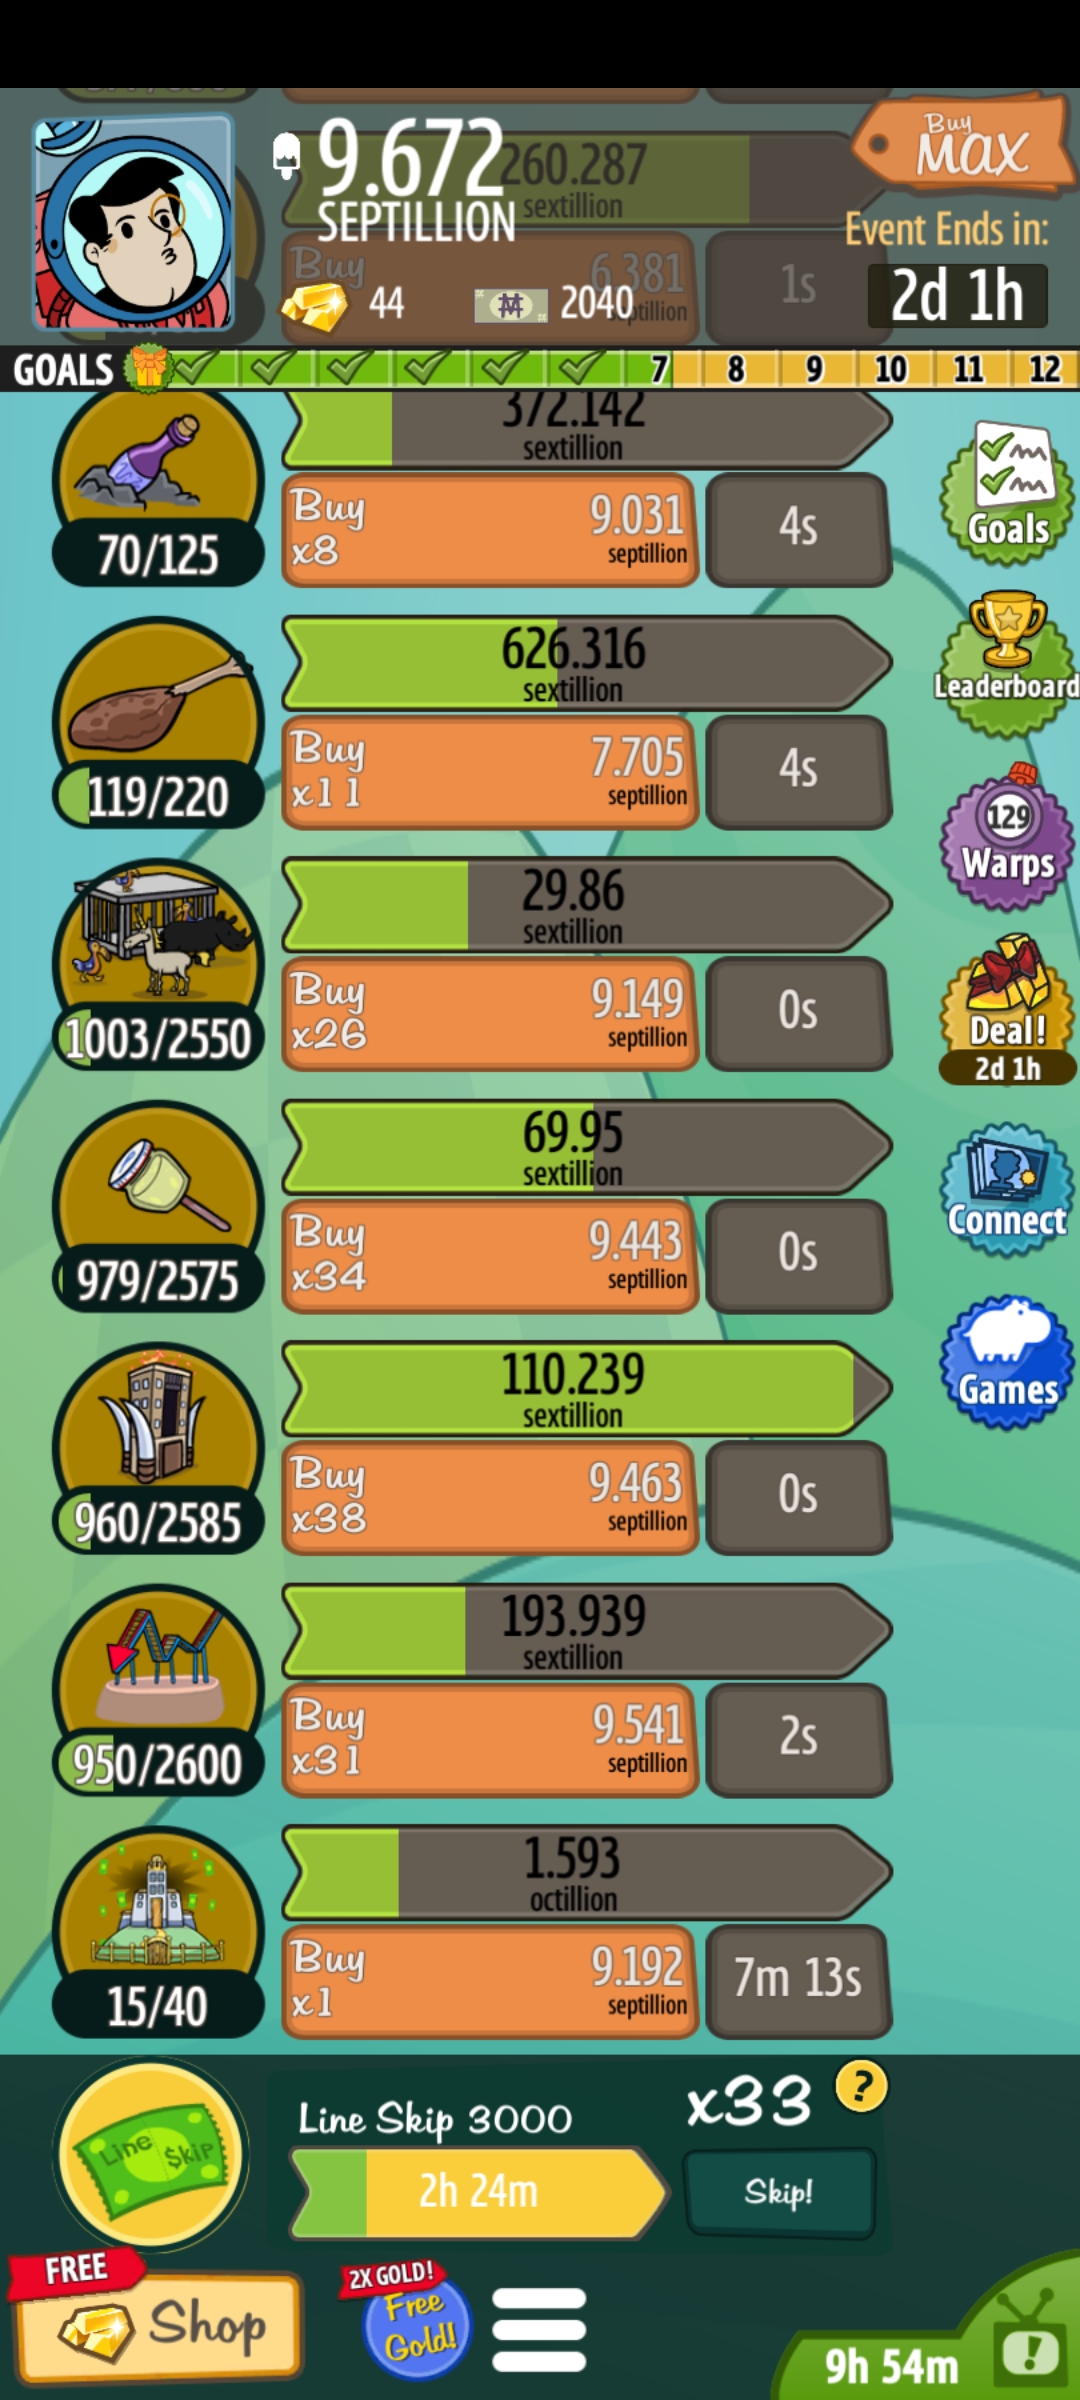 9.672
SEPTILLION
260.287
sextillion
Buy
MAX
Event Ends in:
2d 1h
Buy
6.381
septillion
1s
44
2040
GOALS
7
8
9
10
11
12
372.142
sextillion
70/125
Buy
x8
9.031
septillion
4s
Goals
Leaderboard
626.316
sextillion
119/220
Buy
x11
7.705
septillion
4s
129
Warps
29.86
sextillion
1003/2550
Buy
x26
9.149
septillion
0s
Deal!
2d 1h
69.95
sextillion
979/2575
Buy
x34
9.443
septillion
0s
Connect
110.239
sextillion
960/2585
Buy
x38
9.463
septillion
0s
Games
193.939
sextillion
950/2600
Buy
x31
9.541
septillion
2s
1.593
octillion
15/40
Buy
x1
9.192
septillion
7m 13s
Line $kip
Line Skip 3000
2h 24m
x33
?
Skip!
FREE
Shop
2X GOLD!
Free
Gold!
9h 54m
!